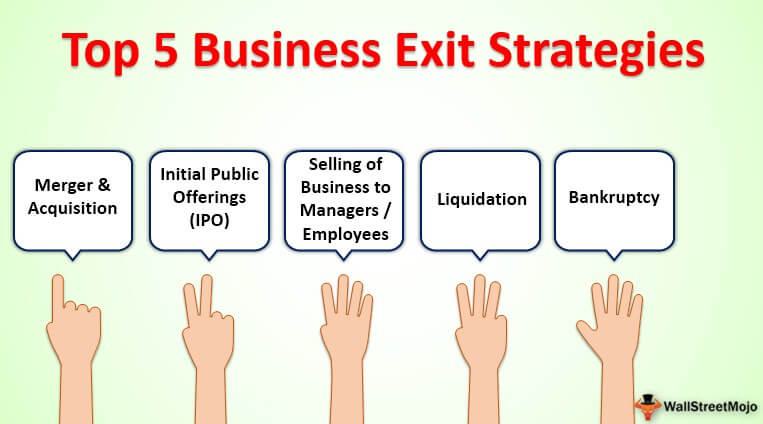 Top 5 Business Exit Strategies
Merger &
Acquisition
Initial Public
Offerings
(IPO)
Selling of
Business to
Managers /
Employees
Liquidation
Bankruptcy
WallStreetMojo